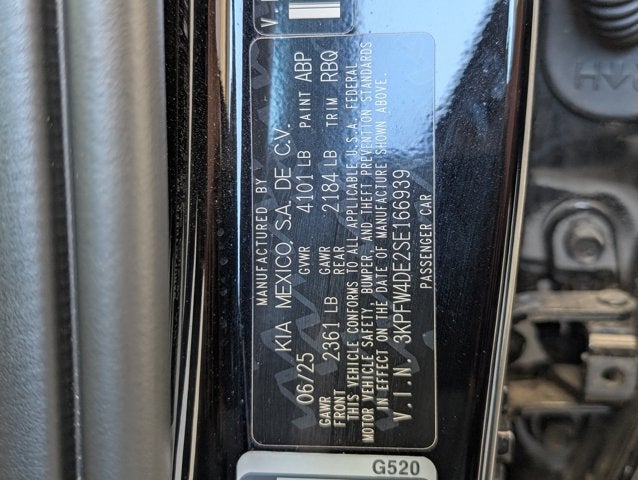 V.I
MANUFACTURED BY
KIA MEXICO, S.A. DE C.V.
06/25 GVWR 4101 LB PAINT ABP
GAWR FRONT 2361 LB GAWR REAR 2184 LB TRIM RBQ
THIS VEHICLE CONFORMS TO ALL APPLICABLE U.S.A. FEDERAL
MOTOR VEHICLE SAFETY, BUMPER, AND THEFT PREVENTION STANDARDS
IN EFFECT ON THE DATE OF MANUFACTURE SHOWN ABOVE.
V.I.N. 3KPFW4DE2SE166939
PASSENGER CAR
G520